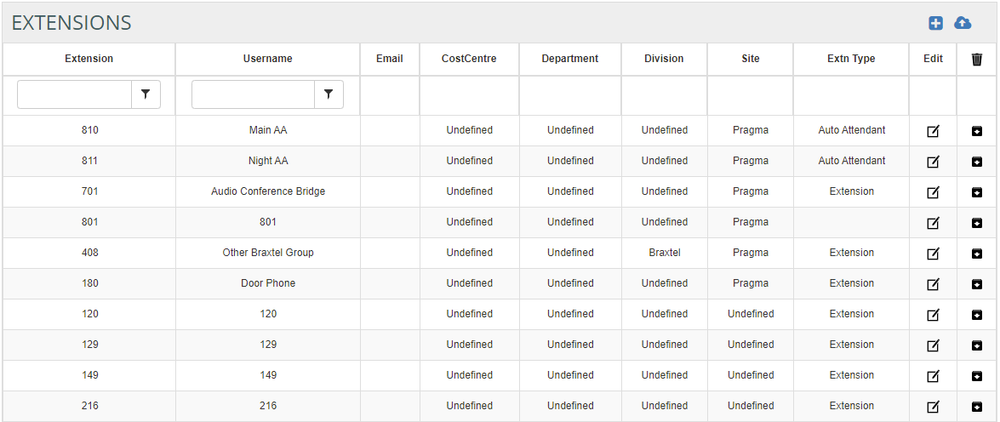 EXTENSIONS
Extension Username Email CostCentre Department Division Site Extn Type Edit
810 Main AA Undefined Undefined Undefined Pragma Auto Attendant
811 Night AA Undefined Undefined Undefined Pragma Auto Attendant
701 Audio Conference Bridge Undefined Undefined Undefined Pragma Extension
801 801 Undefined Undefined Undefined Pragma
408 Other Braxtel Group Undefined Undefined Braxtel Pragma Extension
180 Door Phone Undefined Undefined Undefined Pragma Extension
120 120 Undefined Undefined Undefined Undefined Extension
129 129 Undefined Undefined Undefined Undefined Extension
149 149 Undefined Undefined Undefined Undefined Extension
216 216 Undefined Undefined Undefined Undefined Extension